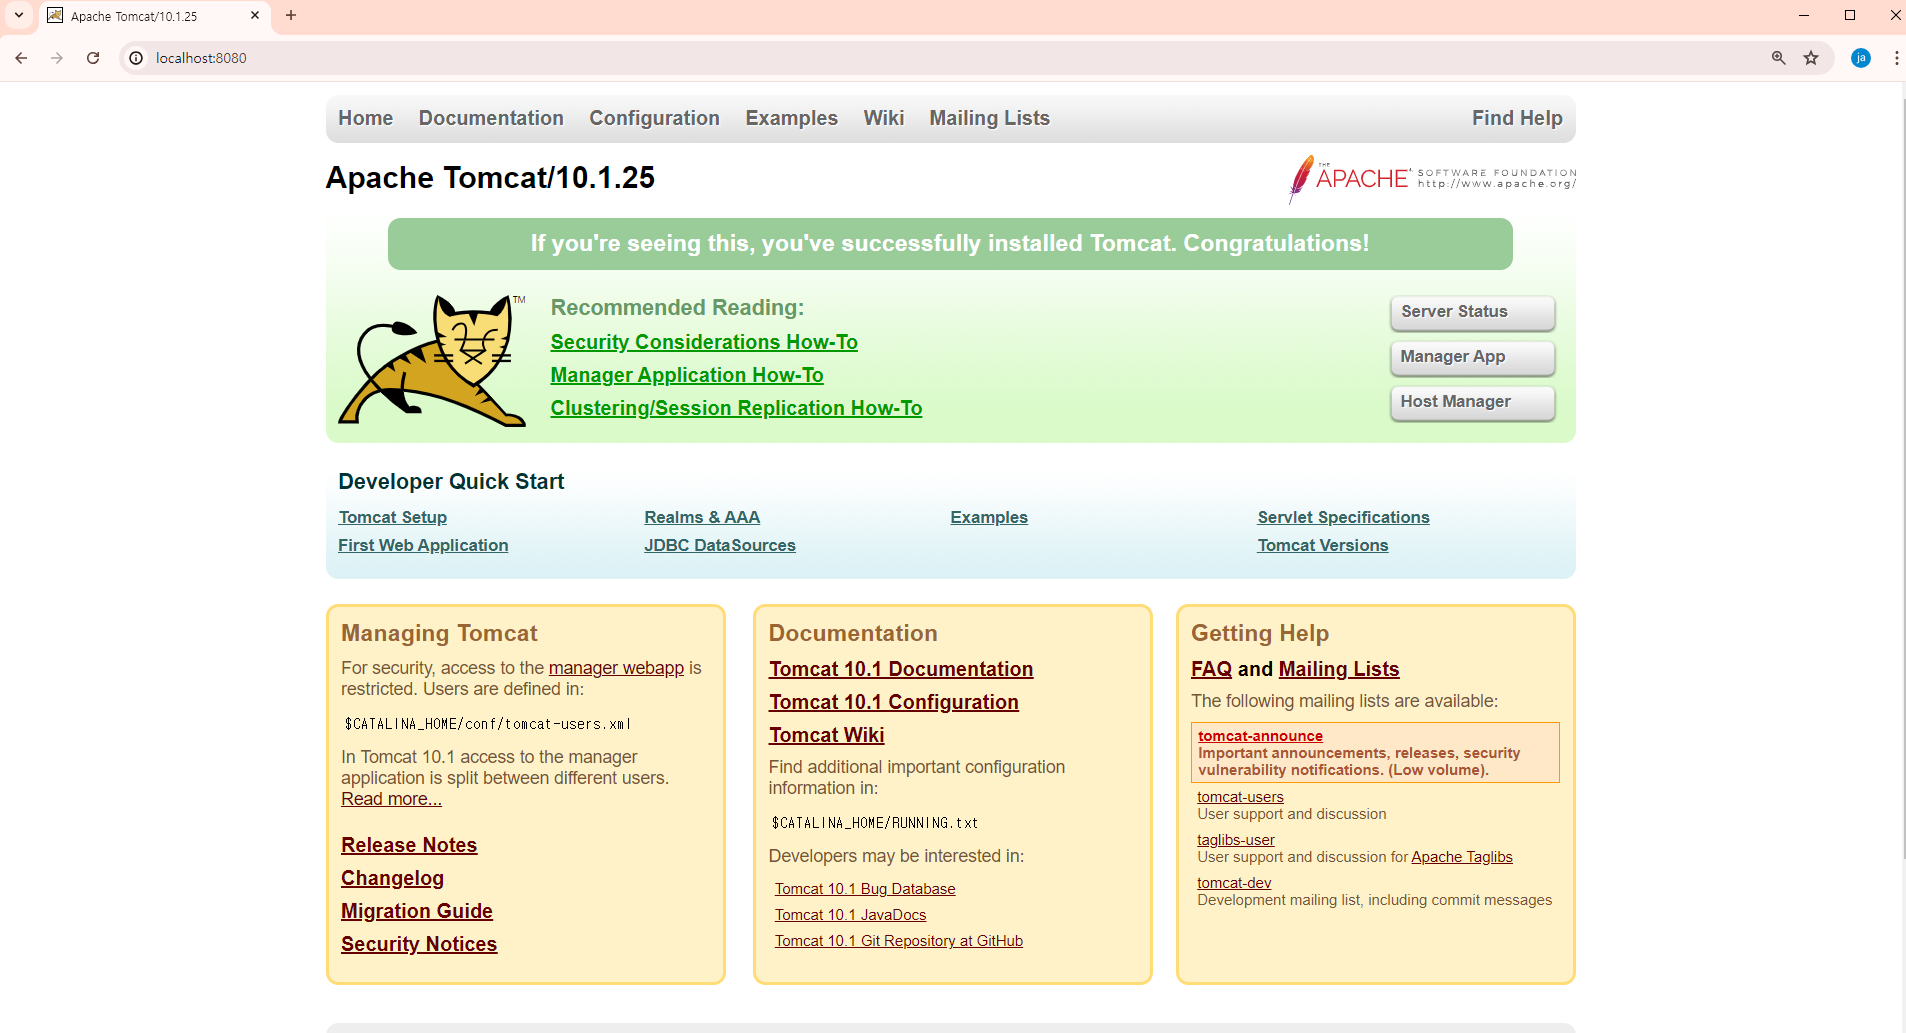 Apache Tomcat/10.1.25
localhost:8080
ja
Home Documentation Configuration Examples Wiki Mailing Lists Find Help
Apache Tomcat/10.1.25
THE
APACHE SOFTWARE FOUNDATION
http://www.apache.org/
If you're seeing this, you've successfully installed Tomcat. Congratulations!
TM
Recommended Reading:
Security Considerations How-To
Manager Application How-To
Clustering/Session Replication How-To
Server Status
Manager App
Host Manager
Developer Quick Start
Tomcat Setup
First Web Application
Realms & AAA
JDBC DataSources
Examples
Servlet Specifications
Tomcat Versions
Managing Tomcat
For security, access to the manager webapp is
restricted. Users are defined in:
$CATALINA_HOME/conf/tomcat-users.xml
In Tomcat 10.1 access to the manager
application is split between different users.
Read more...
Release Notes
Changelog
Migration Guide
Security Notices
Documentation
Tomcat 10.1 Documentation
Tomcat 10.1 Configuration
Tomcat Wiki
Find additional important configuration
information in:
$CATALINA_HOME/RUNNING.txt
Developers may be interested in:
Tomcat 10.1 Bug Database
Tomcat 10.1 JavaDocs
Tomcat 10.1 Git Repository at GitHub
Getting Help
FAQ and Mailing Lists
The following mailing lists are available:
tomcat-announce
Important announcements, releases, security
vulnerability notifications. (Low volume).
tomcat-users
User support and discussion
taglibs-user
User support and discussion for Apache Taglibs
tomcat-dev
Development mailing list, including commit messages